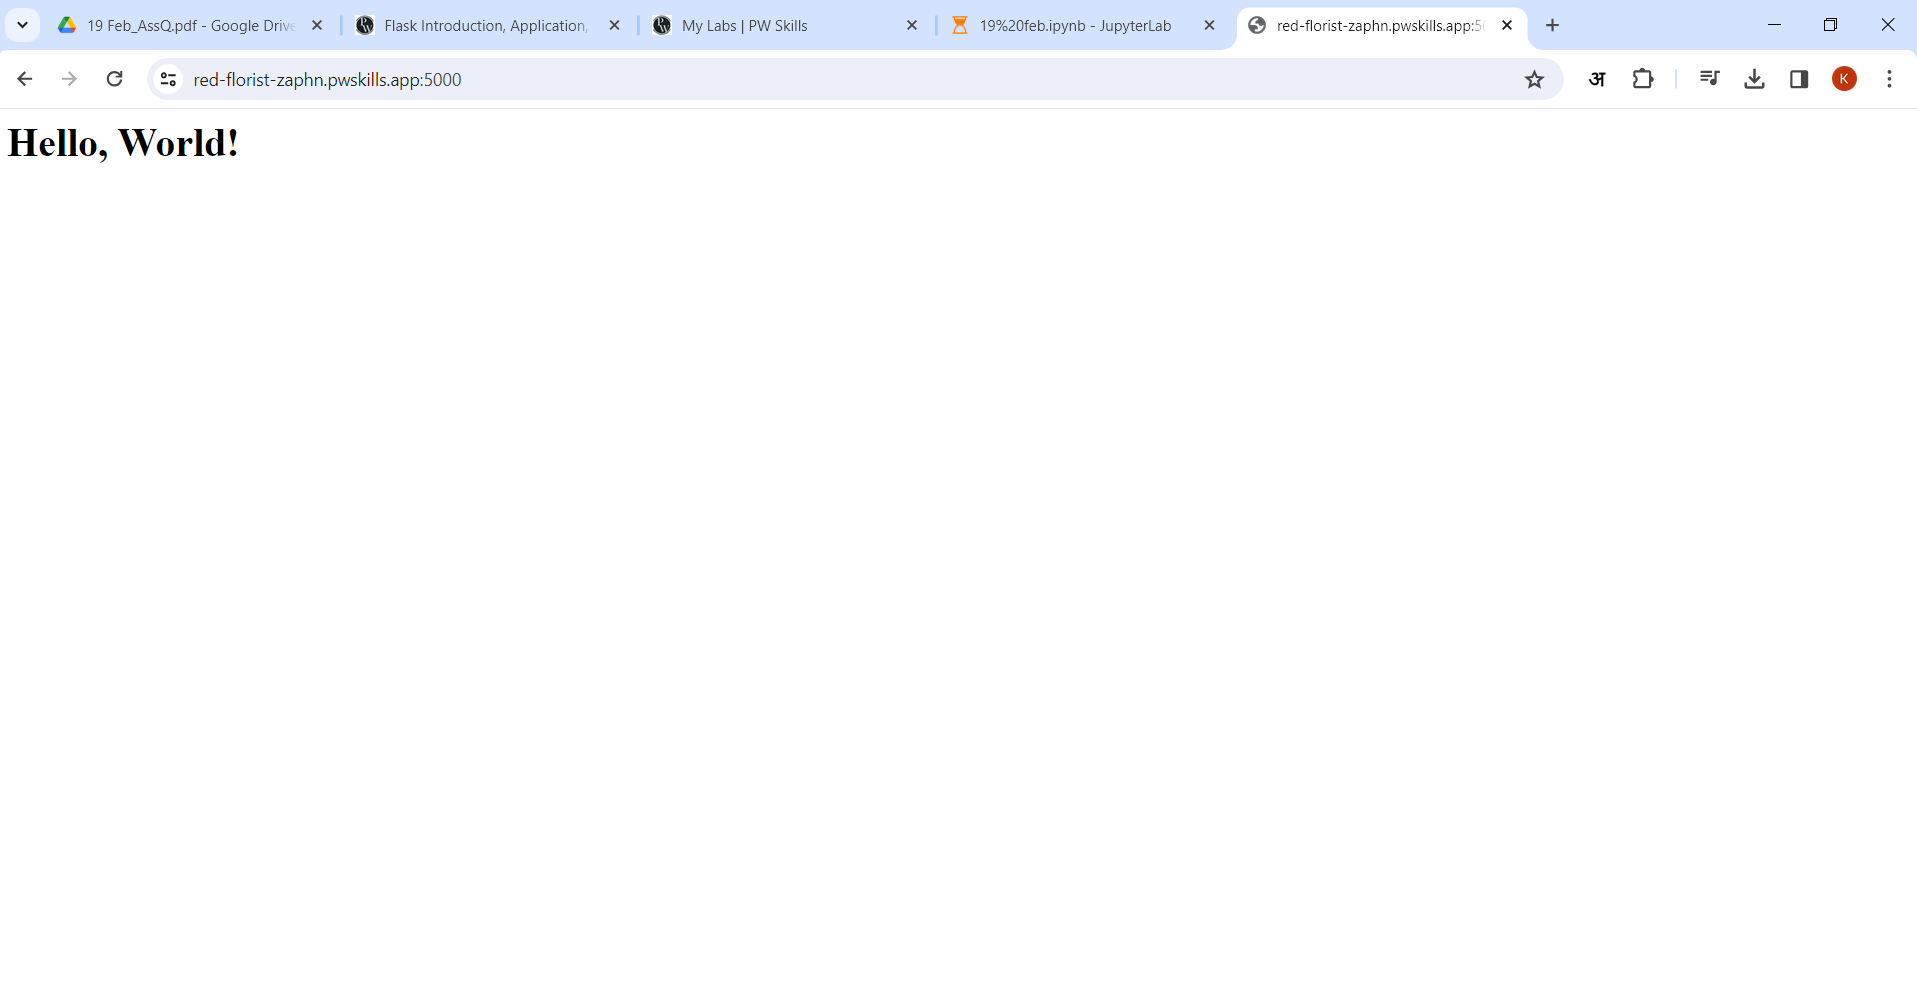 19 Feb_AssQ.pdf - Google Drive
Flask Introduction, Application,
My Labs | PW Skills
19%20feb.ipynb - JupyterLab
red-florist-zaphn.pwskills.app:50
red-florist-zaphn.pwskills.app:5000
अ
K
Hello, World!